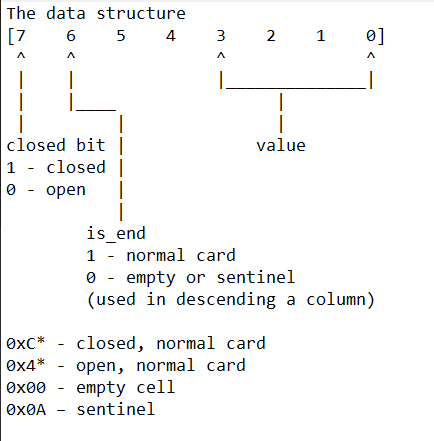 The data structure
[7 6 5 4 3 2 1 0]
^ ^ ^ ^
| | |______________|
| |____ |
| | |
closed bit | value
1 - closed |
0 - open |
|
is_end
1 - normal card
0 - empty or sentinel
(used in descending a column)
0xC* - closed, normal card
0x4* - open, normal card
0x00 - empty cell
0x0A – sentinel